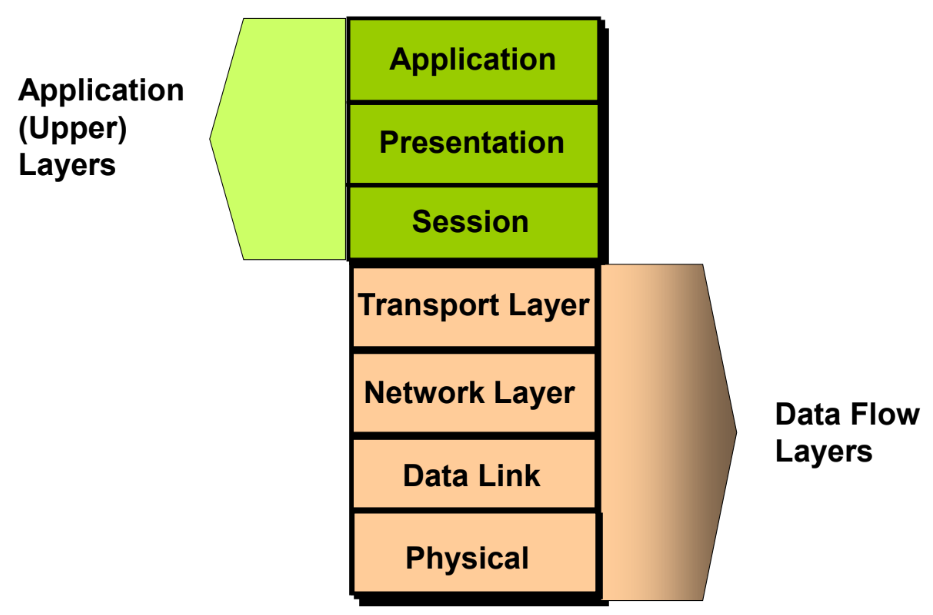 Application
(Upper)
Layers
Application
Presentation
Session
Transport Layer
Network Layer
Data Link
Physical
Data Flow
Layers